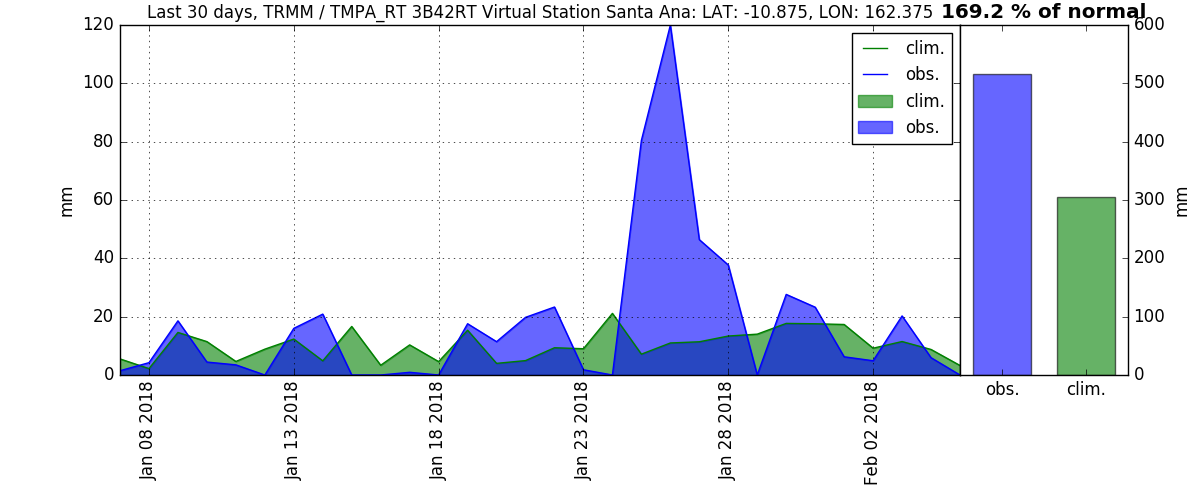 Last 30 days, TRMM / TMPA_RT 3B42RT Virtual Station Santa Ana: LAT: -10.875, LON: 162.375 169.2 % of normal
120
100
80
60
40
20
0
mm
clim.
obs.
clim.
obs.
600
500
400
300
200
100
0
mm
Jan 08 2018
Jan 13 2018
Jan 18 2018
Jan 23 2018
Jan 28 2018
Feb 02 2018
obs.
clim.